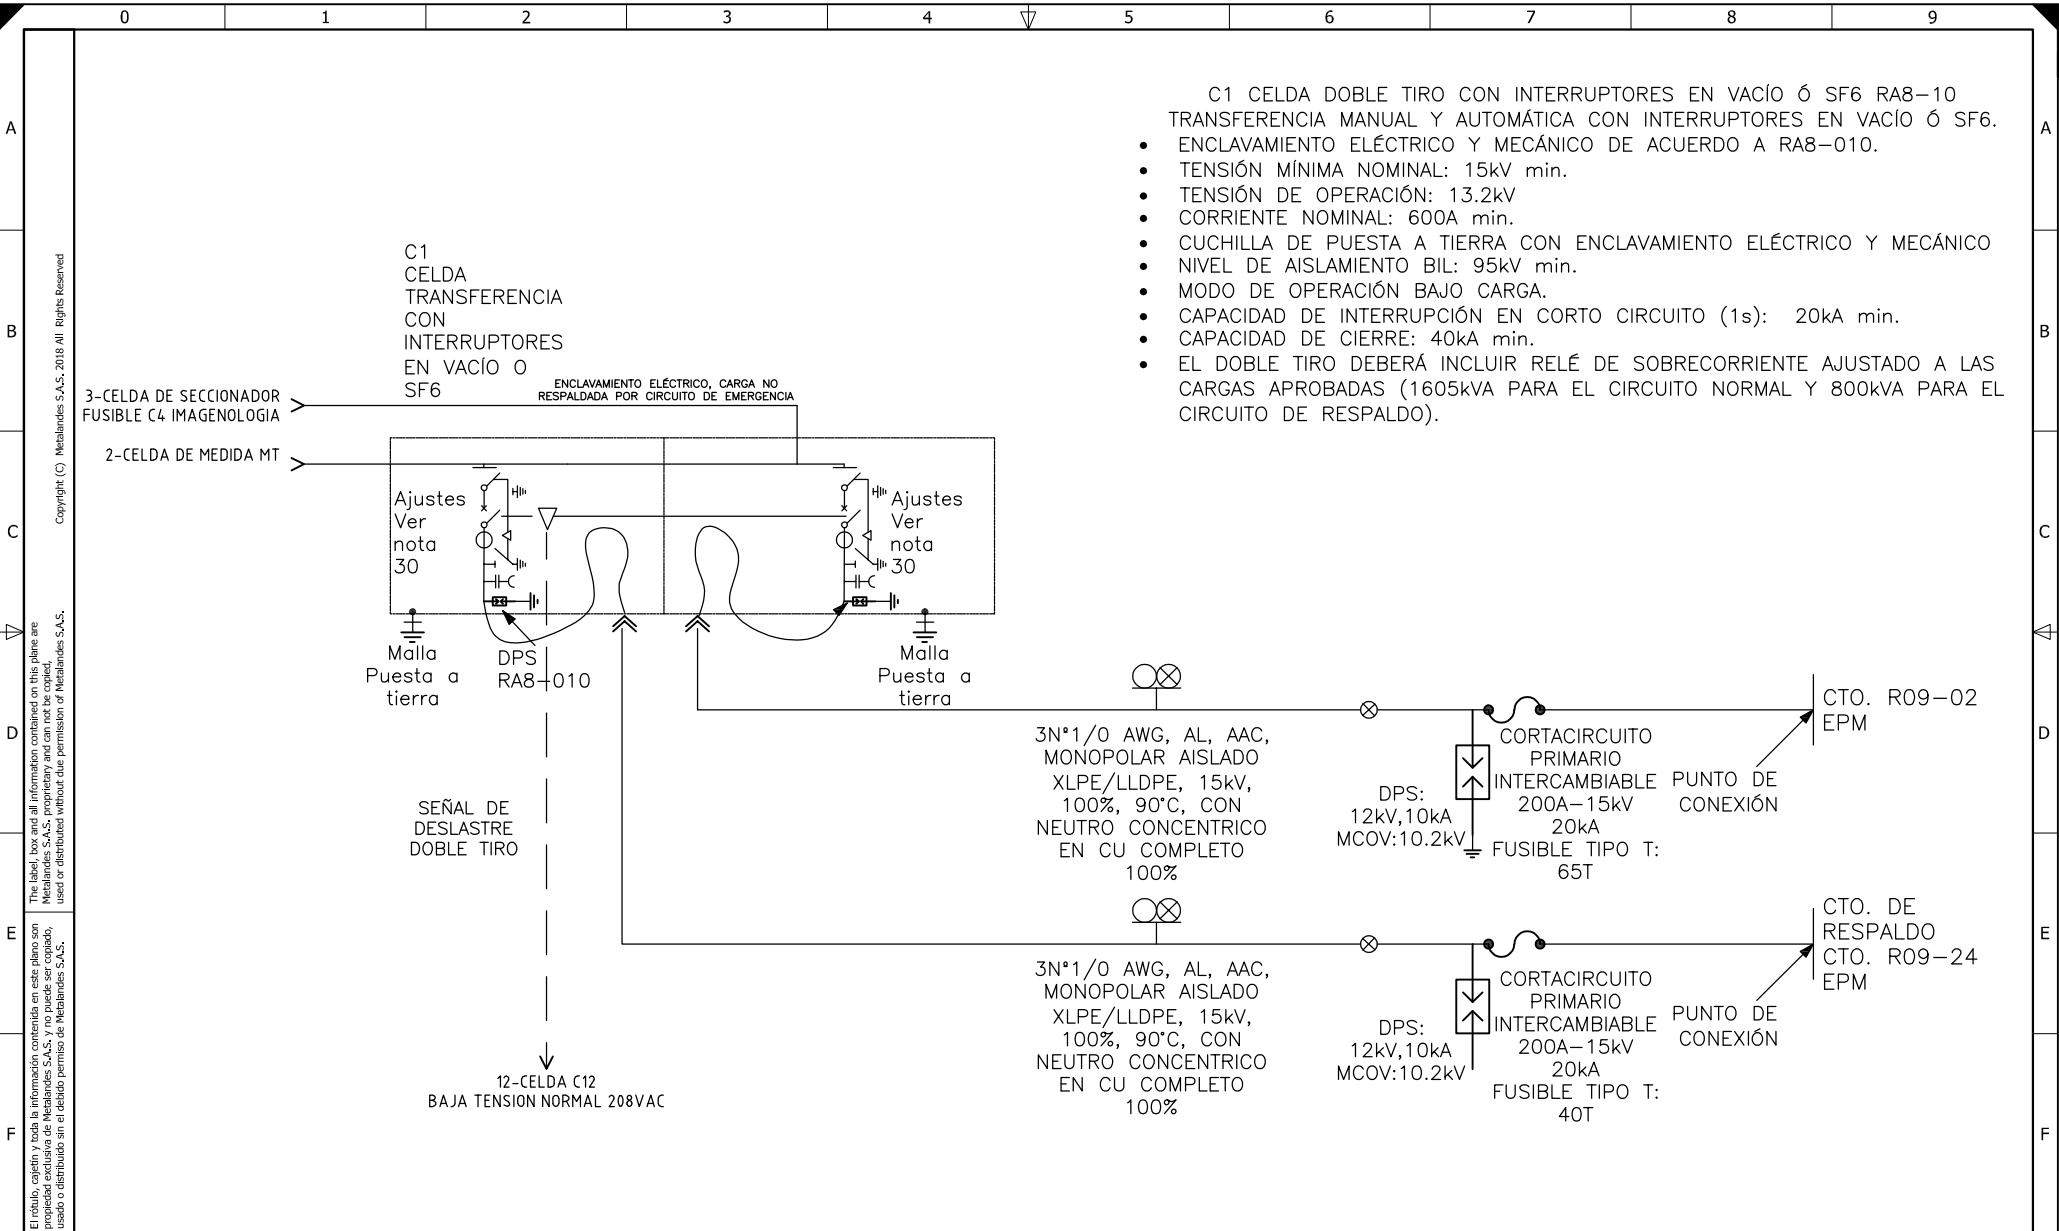 0 1 2 3 4 5 6 7 8 9
A
B
C
D
E
F
A
B
C
D
E
F
Copyright (C) Metalandes S.A.S. 2018 All Rights Reserved
The label, box and all information contained on this plane are
Metalandes S.A.S. proprietary and can not be copied,
used or distributed without due permission of Metalandes S.A.S.
El rótulo, cajetín y toda la información contenida en este plano son
propiedad exclusiva de Metalandes S.A.S. y no puede ser copiado,
usado o distribuido sin el debido permiso de Metalandes S.A.S.
C1 CELDA DOBLE TIRO CON INTERRUPTORES EN VACÍO Ó SF6 RA8-10
TRANSFERENCIA MANUAL Y AUTOMÁTICA CON INTERRUPTORES EN VACÍO Ó SF6.
• ENCLAVAMIENTO ELÉCTRICO Y MECÁNICO DE ACUERDO A RA8-010.
• TENSIÓN MÍNIMA NOMINAL: 15kV min.
• TENSIÓN DE OPERACIÓN: 13.2kV
• CORRIENTE NOMINAL: 600A min.
• CUCHILLA DE PUESTA A TIERRA CON ENCLAVAMIENTO ELÉCTRICO Y MECÁNICO
• NIVEL DE AISLAMIENTO BIL: 95kV min.
• MODO DE OPERACIÓN BAJO CARGA.
• CAPACIDAD DE INTERRUPCIÓN EN CORTO CIRCUITO (1s): 20kA min.
• CAPACIDAD DE CIERRE: 40kA min.
• EL DOBLE TIRO DEBERÁ INCLUIR RELÉ DE SOBRECORRIENTE AJUSTADO A LAS
CARGAS APROBADAS (1605kVA PARA EL CIRCUITO NORMAL Y 800kVA PARA EL
CIRCUITO DE RESPALDO).
C1
CELDA
TRANSFERENCIA
CON
INTERRUPTORES
EN VACÍO O
SF6
ENCLAVAMIENTO ELÉCTRICO, CARGA NO
RESPALDADA POR CIRCUITO DE EMERGENCIA
3-CELDA DE SECCIONADOR
FUSIBLE C4 IMAGENOLOGIA
2-CELDA DE MEDIDA MT
Ajustes
Ver
nota
30
Ajustes
Ver
nota
30
Malla
Puesta a
tierra
DPS
RA8-010
Malla
Puesta a
tierra
SEÑAL DE
DESLASTRE
DOBLE TIRO
12-CELDA C12
BAJA TENSION NORMAL 208VAC
3Nº1/0 AWG, AL, AAC,
MONOPOLAR AISLADO
XLPE/LLDPE, 15kV,
100%, 90°C, CON
NEUTRO CONCENTRICO
EN CU COMPLETO
100%
DPS:
12kV,10kA
MCOV:10.2kV
CORTACIRCUITO
PRIMARIO
INTERCAMBIABLE
200A-15kV
20kA
FUSIBLE TIPO T:
65T
PUNTO DE
CONEXIÓN
CTO. R09-02
EPM
3Nº1/0 AWG, AL, AAC,
MONOPOLAR AISLADO
XLPE/LLDPE, 15kV,
100%, 90°C, CON
NEUTRO CONCENTRICO
EN CU COMPLETO
100%
DPS:
12kV,10kA
MCOV:10.2kV
CORTACIRCUITO
PRIMARIO
INTERCAMBIABLE
200A-15kV
20kA
FUSIBLE TIPO T:
40T
PUNTO DE
CONEXIÓN
CTO. DE
RESPALDO
CTO. R09-24
EPM